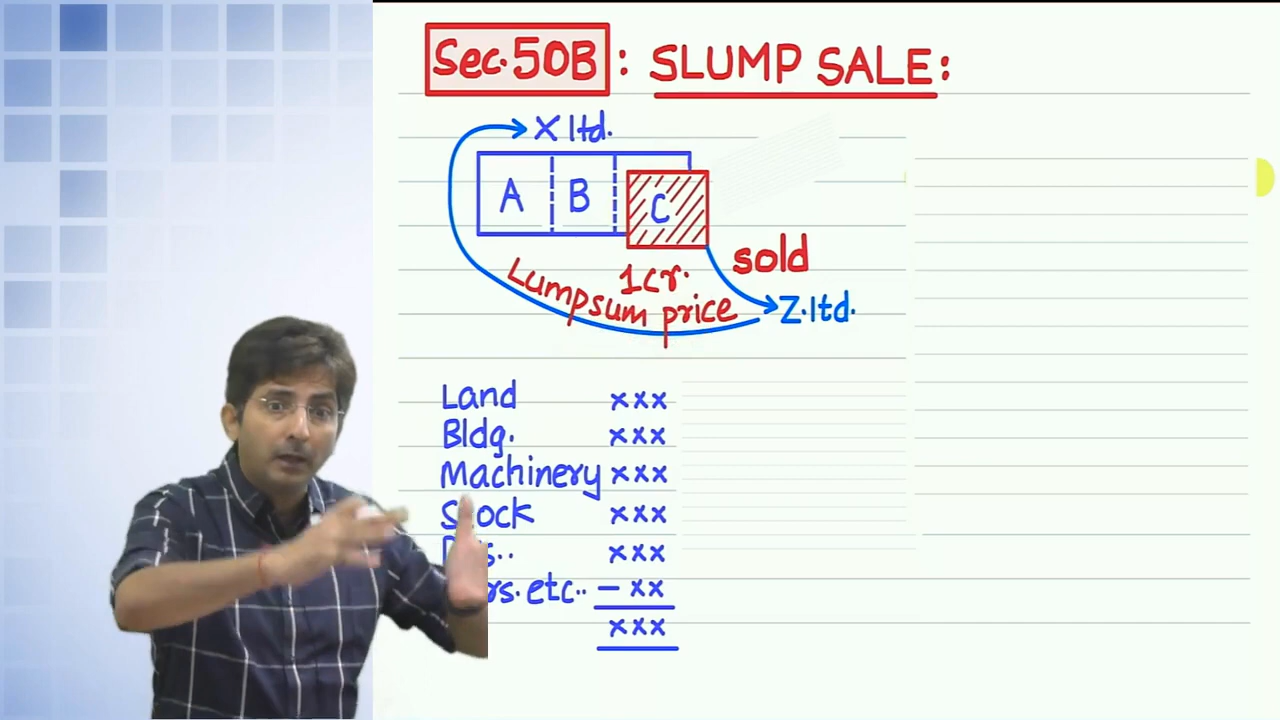 Sec.50B : SLUMP SALE:
X ltd.
A B C
sold
1cr.
Lumpsum price
Z.ltd.
Land xxx
Bldg. xxx
Machinery xxx
Stock xxx
xxx
etc.. - xx
xxx